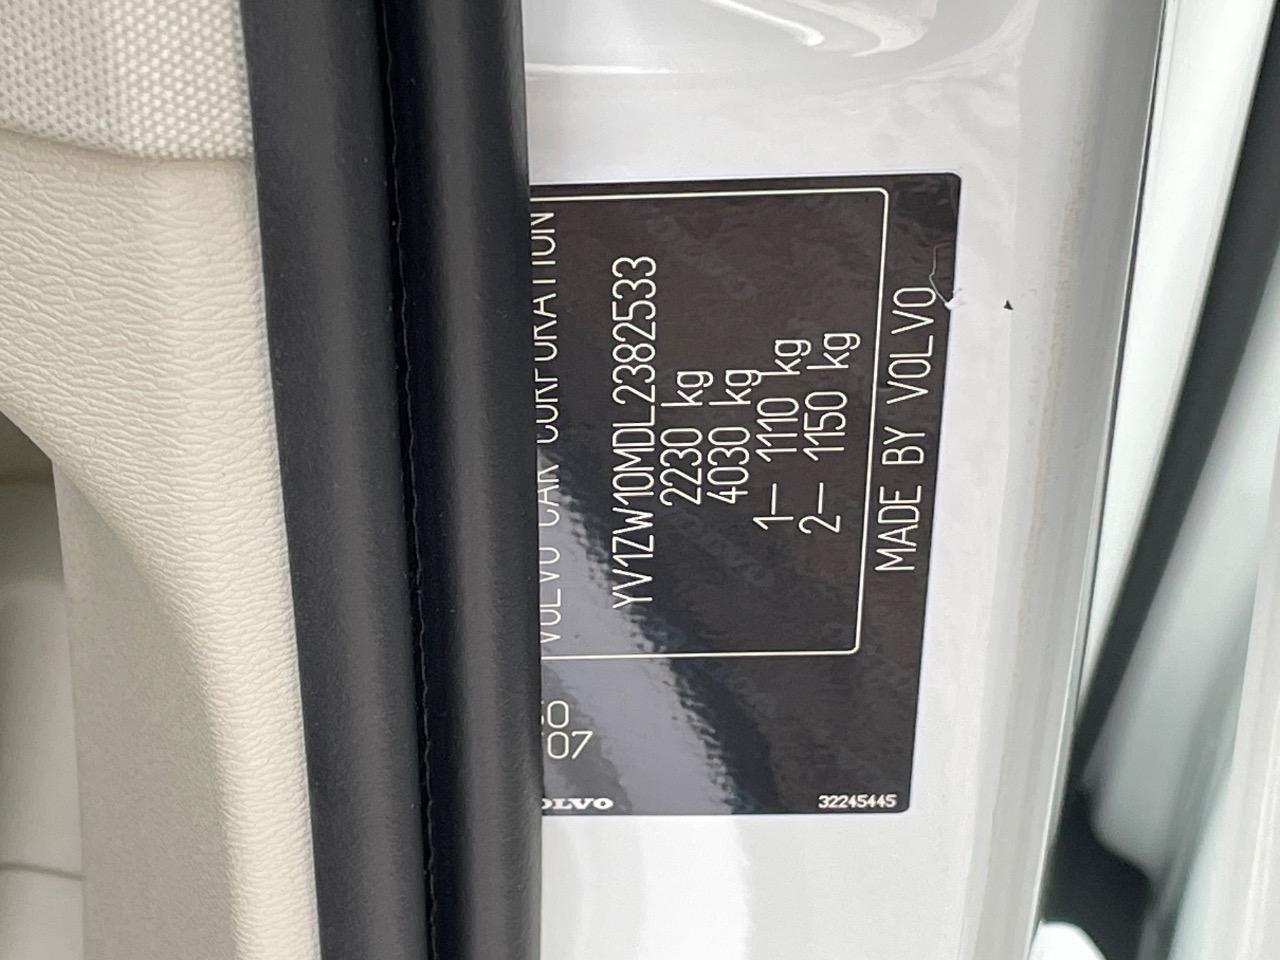 VOLVO CAR CORPORATION
YV1ZW10MDL2382533
2230 kg
4030 kg
1– 1110 kg
2– 1150 kg
MADE BY VOLVO
07
VOLVO
32245445